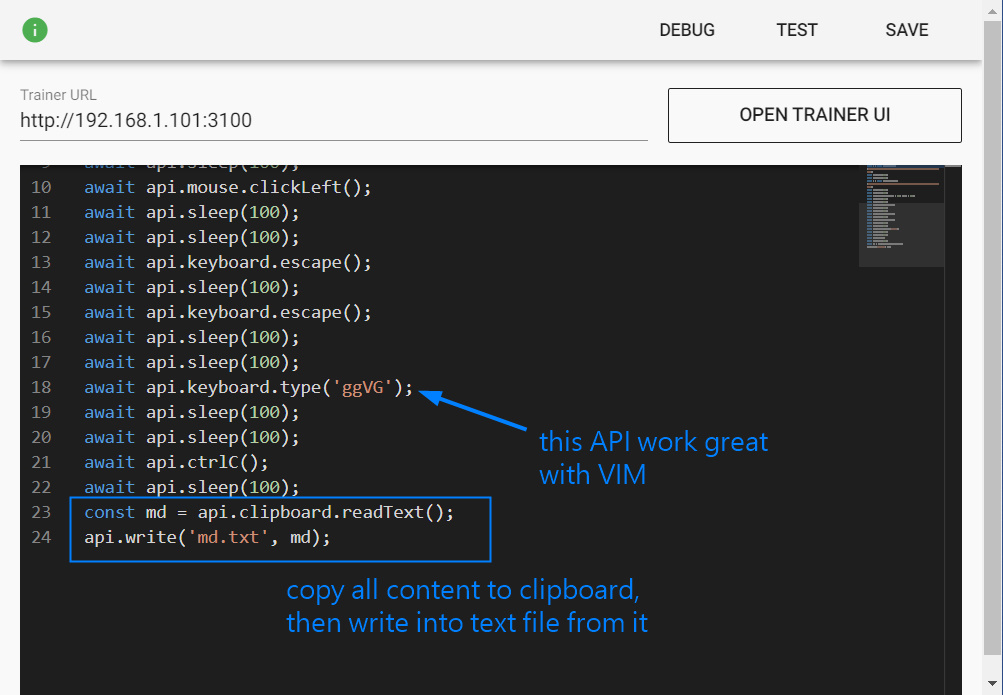 i
DEBUG TEST SAVE
Trainer URL
http://192.168.1.101:3100
OPEN TRAINER UI
9 await api.sleep(100);
10 await api.mouse.clickLeft();
11 await api.sleep(100);
12 await api.sleep(100);
13 await api.keyboard.escape();
14 await api.sleep(100);
15 await api.keyboard.escape();
16 await api.sleep(100);
17 await api.sleep(100);
18 await api.keyboard.type('ggVG');
19 await api.sleep(100);
20 await api.sleep(100);
21 await api.ctrlC();
22 await api.sleep(100);
23 const md = api.clipboard.readText();
24 api.write('md.txt', md);
this API work great
with VIM
copy all content to clipboard,
then write into text file from it